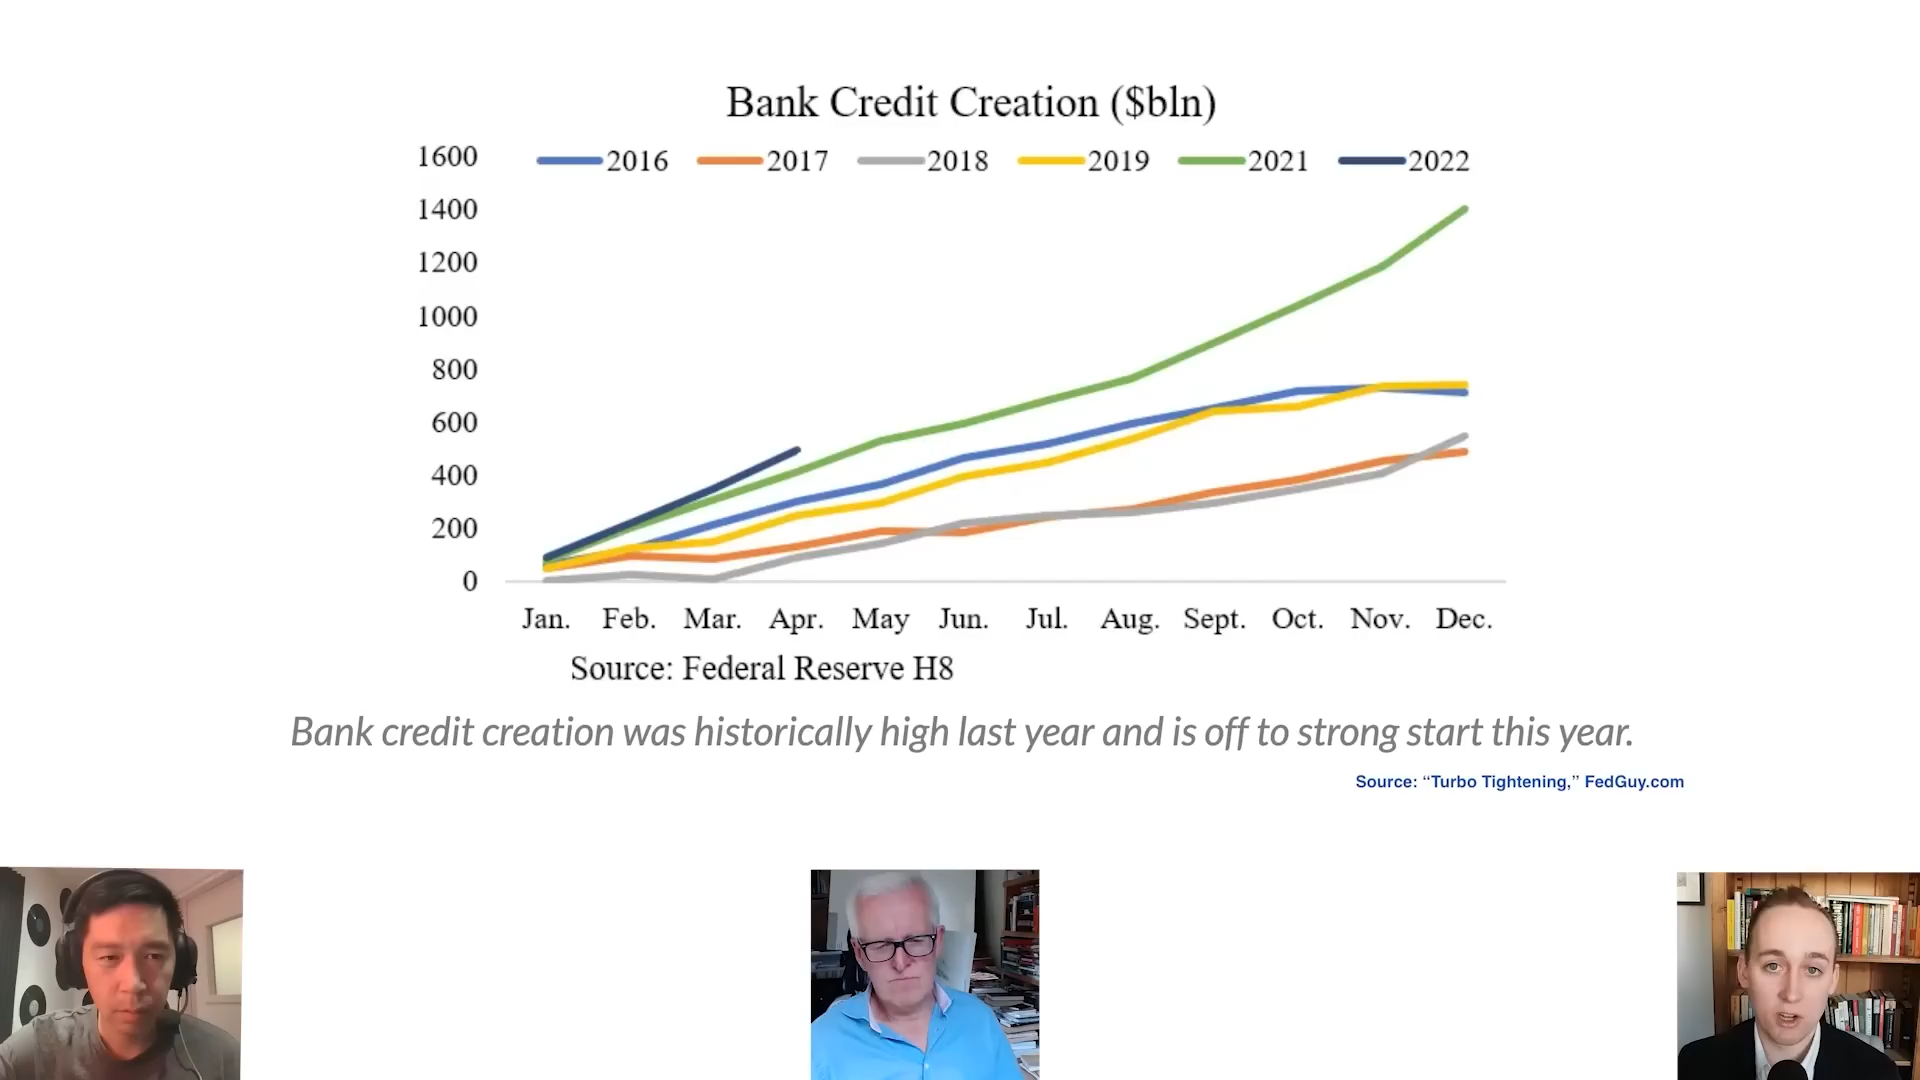 Bank Credit Creation ($bln)
2016 2017 2018 2019 2021 2022
1600
1400
1200
1000
800
600
400
200
0
Jan. Feb. Mar. Apr. May Jun. Jul. Aug. Sept. Oct. Nov. Dec.
Source: Federal Reserve H8
Bank credit creation was historically high last year and is off to strong start this year.
Source: “Turbo Tightening,” FedGuy.com